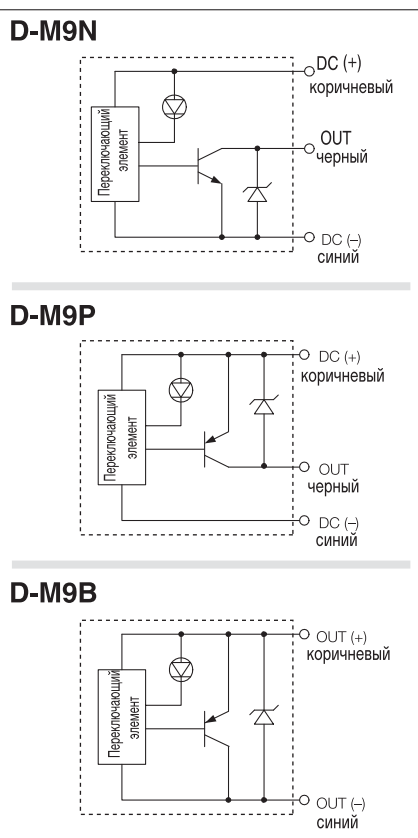 D-M9N
DC (+)
коричневый
Переключающий
элемент
OUT
черный
DC (–)
синий
D-M9P
DC (+)
коричневый
Переключающий
элемент
OUT
черный
DC (–)
синий
D-M9B
OUT (+)
коричневый
Переключающий
элемент
OUT (–)
синий